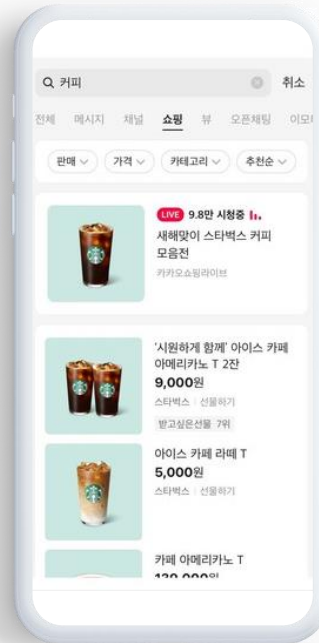 커피
취소
전체 메시지 채널 쇼핑 뷰 오픈채팅 이모티
판매 가격 카테고리 추천순
LIVE 9.8만 시청중
새해맞이 스타벅스 커피
모음전
카카오쇼핑라이브
'시원하게 함께' 아이스 카페
아메리카노 T 2잔
9,000원
스타벅스 | 선물하기
받고싶은선물 7위
아이스 카페 라떼 T
5,000원
스타벅스 | 선물하기
카페 아메리카노 T